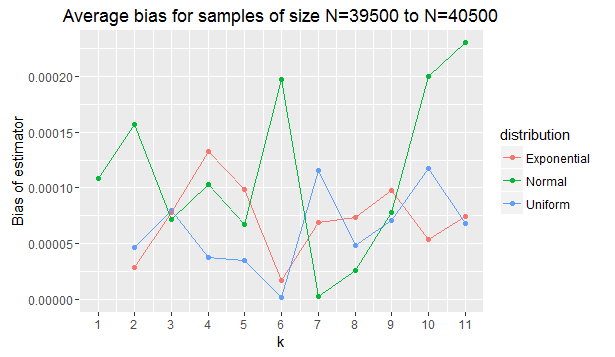 Average bias for samples of size N=39500 to N=40500
Bias of estimator
0.00020
0.00015
0.00010
0.00005
0.00000
1 2 3 4 5 6 7 8 9 10 11
k
distribution
Exponential
Normal
Uniform